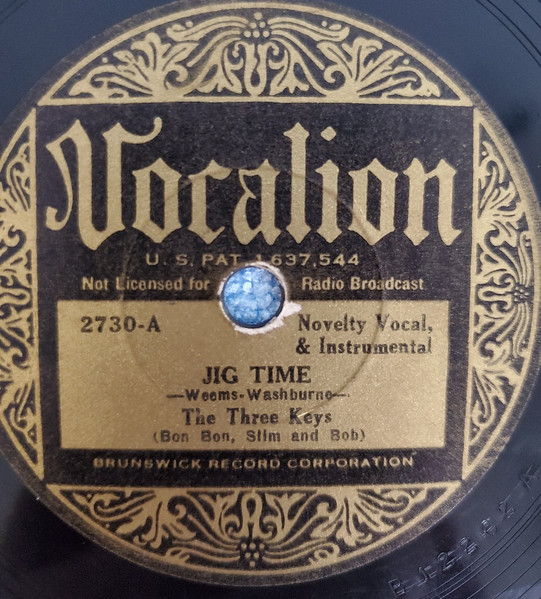 Vocalion
U. S. PAT. 1,637,544
Not Licensed for Radio Broadcast
2730-A
Novelty Vocal,
& Instrumental
JIG TIME
—Weems-Washburne—
The Three Keys
(Bon Bon, Slim and Bob)
BRUNSWICK RECORD CORPORATION